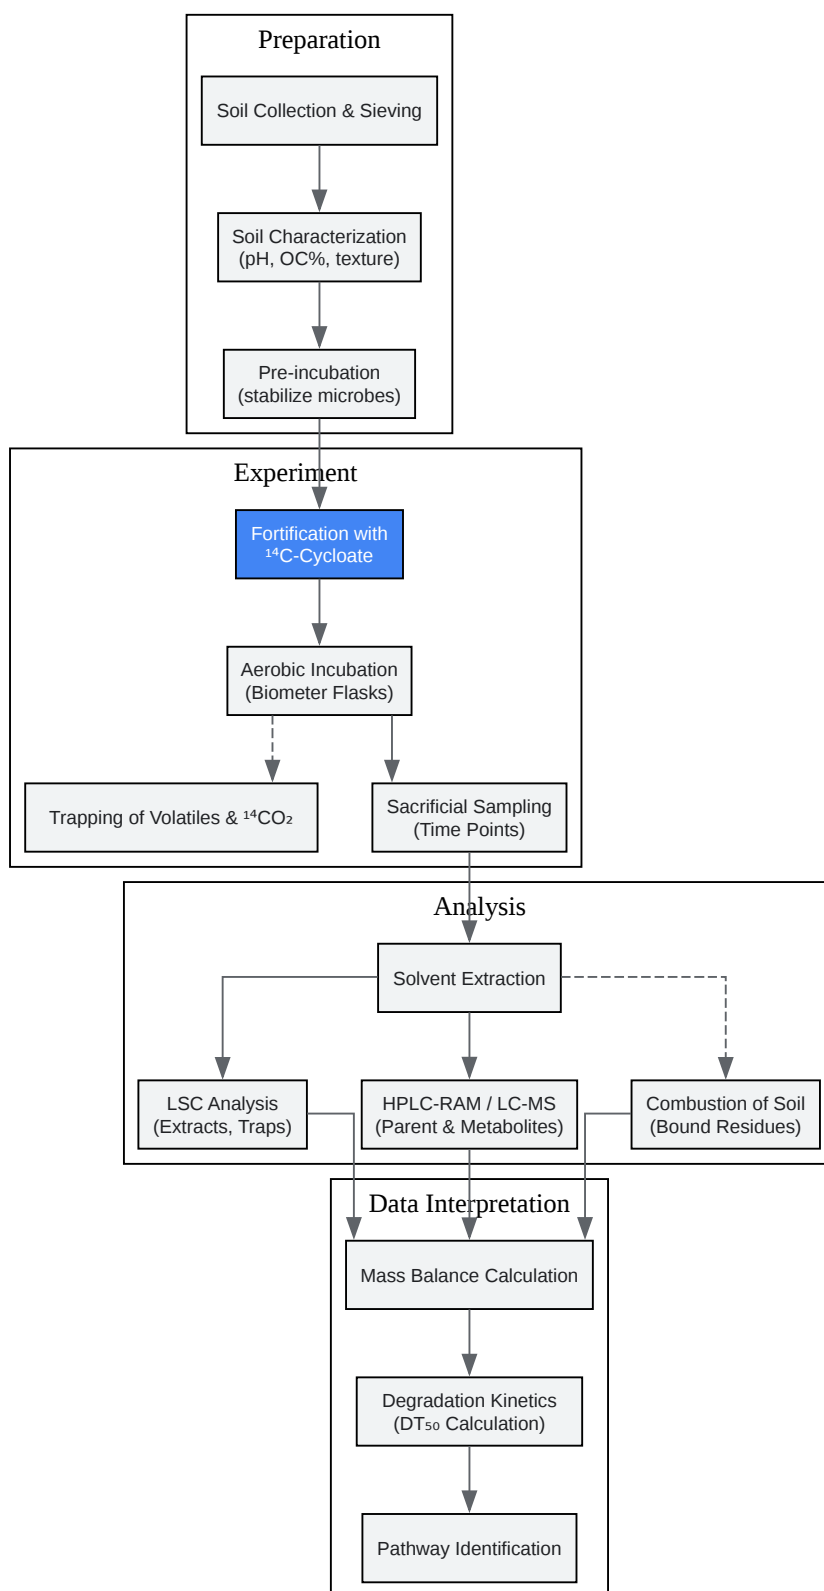 Preparation
Soil Collection & Sieving
Soil Characterization
(pH, OC%, texture)
Pre-incubation
(stabilize microbes)
Experiment
Fortification with
¹⁴C-Cycloate
Aerobic Incubation
(Biometer Flasks)
Trapping of Volatiles & ¹⁴CO₂
Sacrificial Sampling
(Time Points)
Analysis
Solvent Extraction
LSC Analysis
(Extracts, Traps)
HPLC-RAM / LC-MS
(Parent & Metabolites)
Combustion of Soil
(Bound Residues)
Data Interpretation
Mass Balance Calculation
Degradation Kinetics
(DT₅₀ Calculation)
Pathway Identification